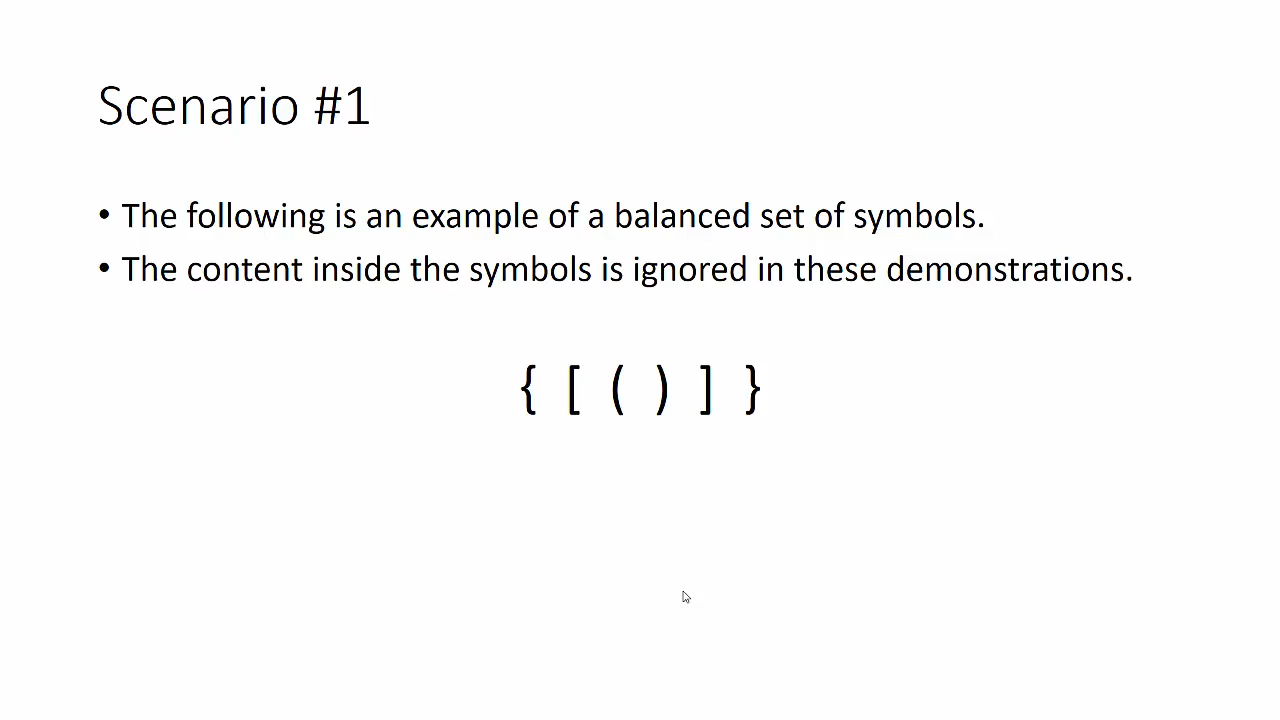 Scenario #1
• The following is an example of a balanced set of symbols.
• The content inside the symbols is ignored in these demonstrations.
{ [ ( ) ] }